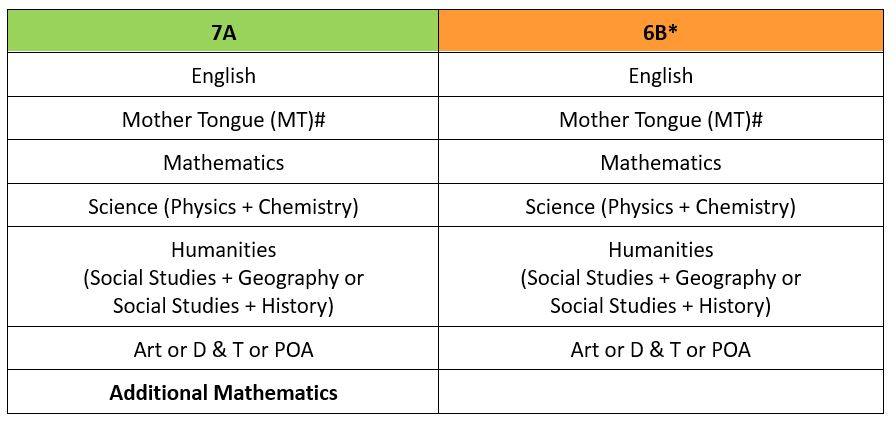 7A 6B*
English English
Mother Tongue (MT)# Mother Tongue (MT)#
Mathematics Mathematics
Science (Physics + Chemistry) Science (Physics + Chemistry)
Humanities Humanities
(Social Studies + Geography or (Social Studies + Geography or
Social Studies + History) Social Studies + History)
Art or D & T or POA Art or D & T or POA
Additional Mathematics